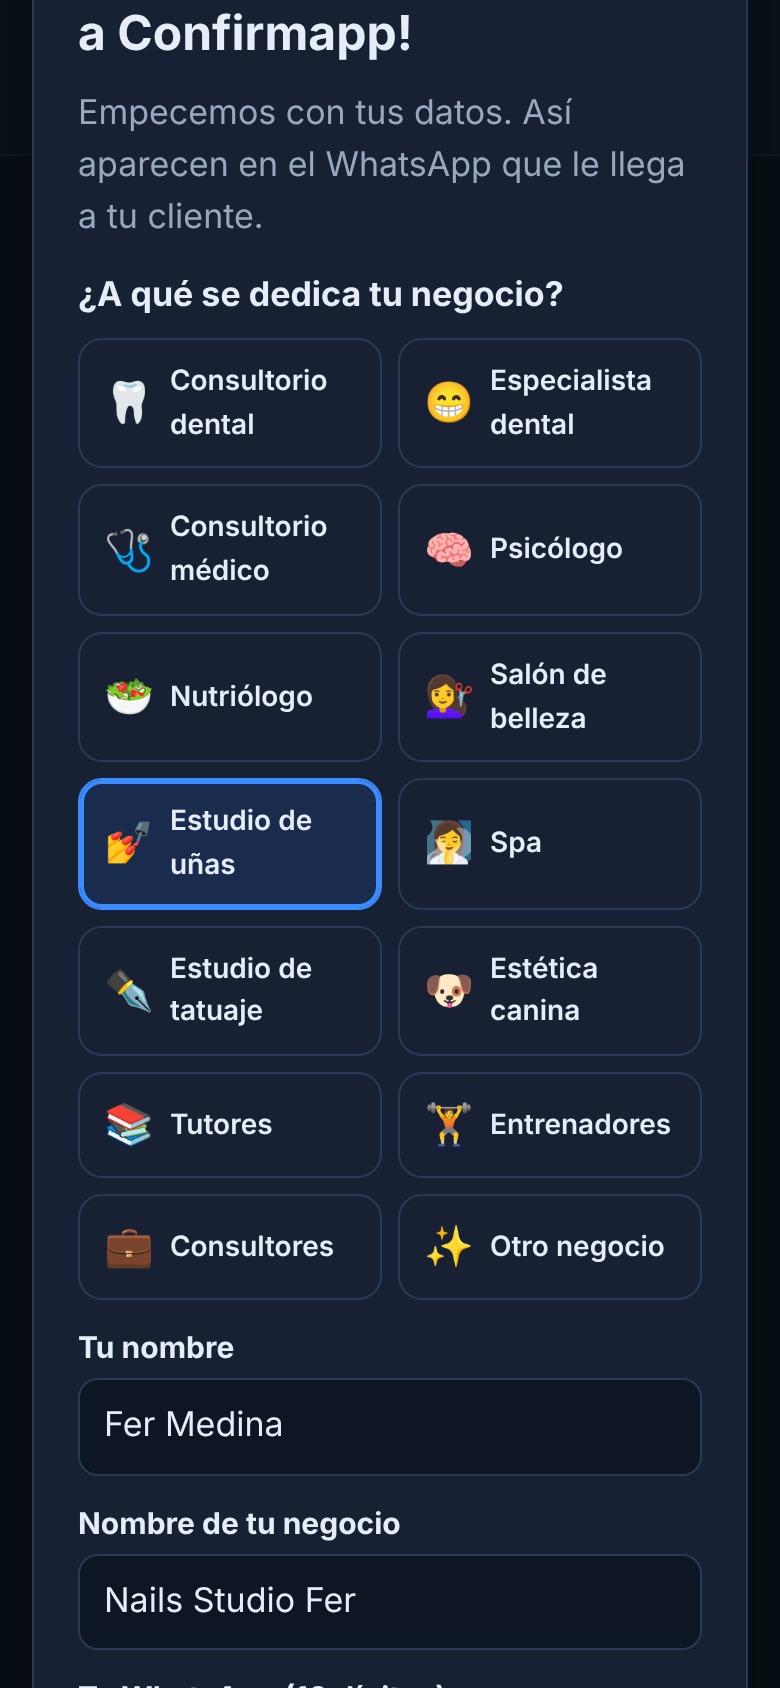 a Confirmapp!
Empecemos con tus datos. Así
aparecen en el WhatsApp que le llega
a tu cliente.
¿A qué se dedica tu negocio?
Consultorio
dental
Especialista
dental
Consultorio
médico
Psicólogo
Nutriólogo
Salón de
belleza
Estudio de
uñas
Spa
Estudio de
tatuaje
Estética
canina
Tutores
Entrenadores
Consultores
Otro negocio
Tu nombre
Fer Medina
Nombre de tu negocio
Nails Studio Fer